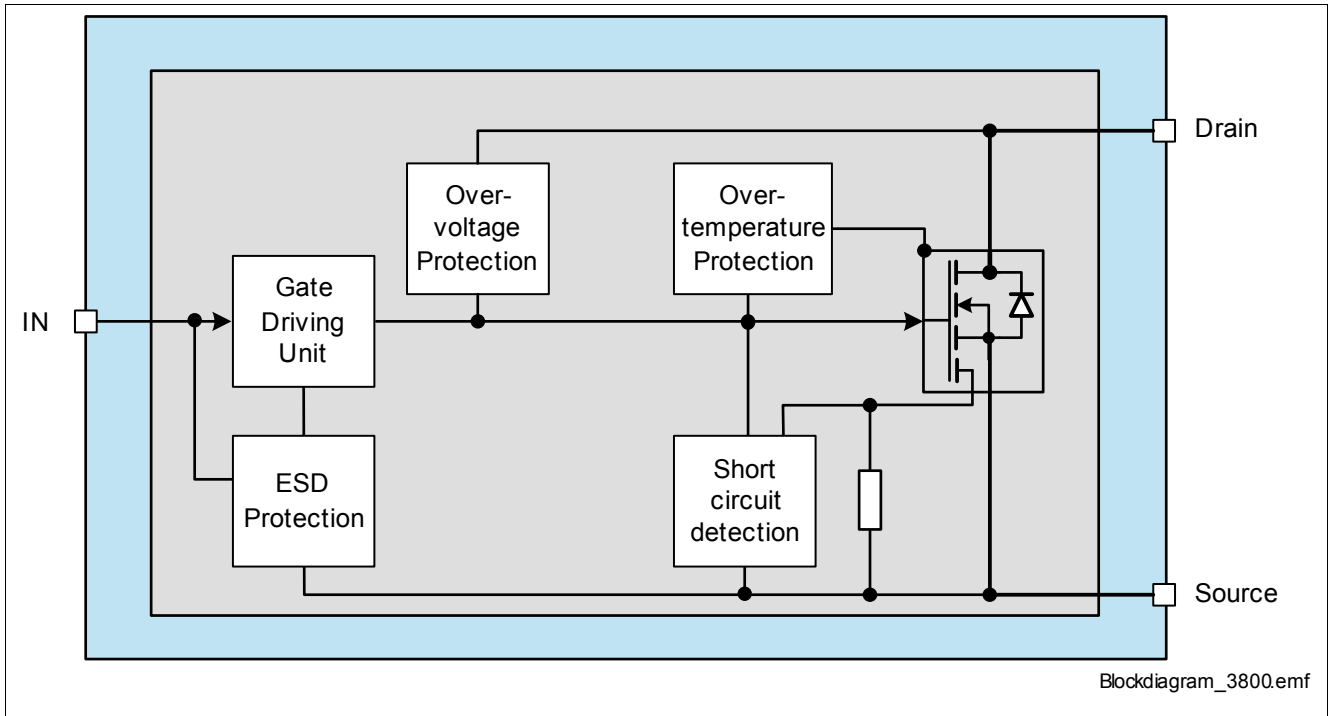 Drain
Over-
voltage
Protection
Over-
temperature
Protection
IN
Gate
Driving
Unit
ESD
Protection
Short
circuit
detection
Source
Blockdiagram_3800.emf